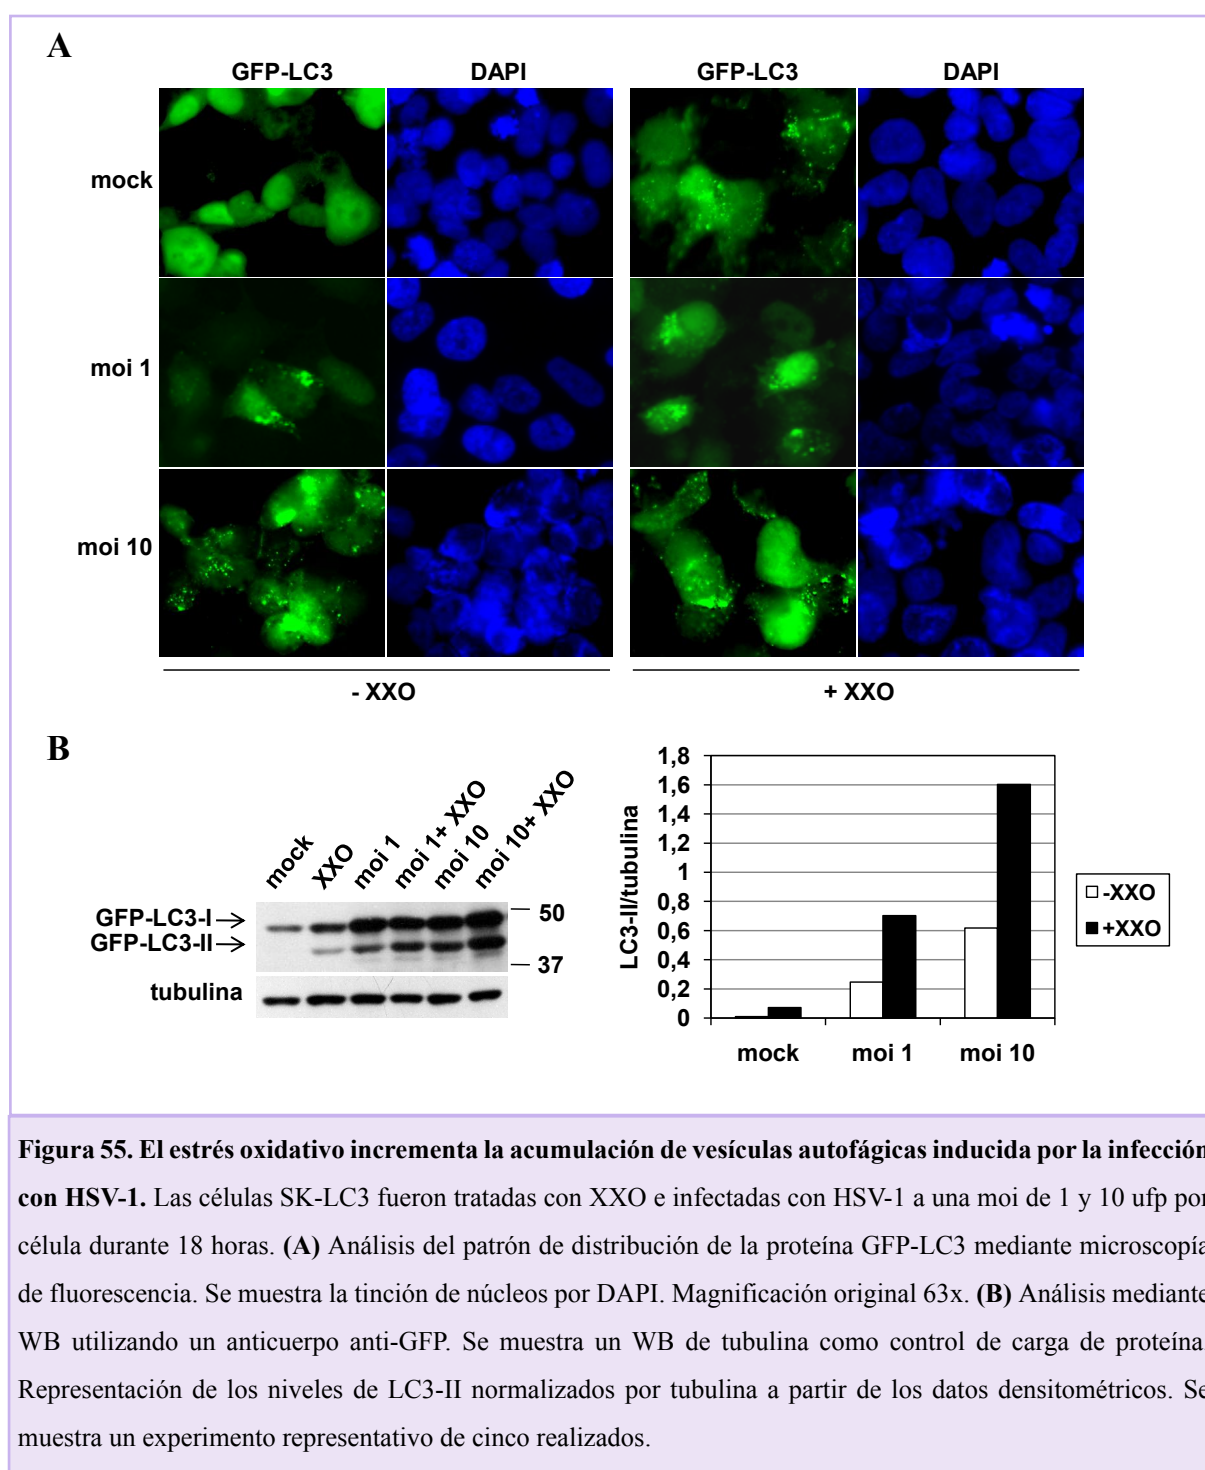 A
GFP-LC3 DAPI GFP-LC3 DAPI
mock
moi 1
moi 10
- XXO + XXO
B
mock XXO moi 1 moi 1+ XXO moi 10 moi 10+ XXO
GFP-LC3-I
GFP-LC3-II
tubulina
50
37
LC3-II/tubulina
1,8
1,6
1,4
1,2
1
0,8
0,6
0,4
0,2
0
mock moi 1 moi 10
-XXO
+XXO
Figura 55. El estrés oxidativo incrementa la acumulación de vesículas autofágicas inducida por la infección
con HSV-1. Las células SK-LC3 fueron tratadas con XXO e infectadas con HSV-1 a una moi de 1 y 10 ufp por
célula durante 18 horas. (A) Análisis del patrón de distribución de la proteína GFP-LC3 mediante microscopía
de fluorescencia. Se muestra la tinción de núcleos por DAPI. Magnificación original 63x. (B) Análisis mediante
WB utilizando un anticuerpo anti-GFP. Se muestra un WB de tubulina como control de carga de proteína.
Representación de los niveles de LC3-II normalizados por tubulina a partir de los datos densitométricos. Se
muestra un experimento representativo de cinco realizados.